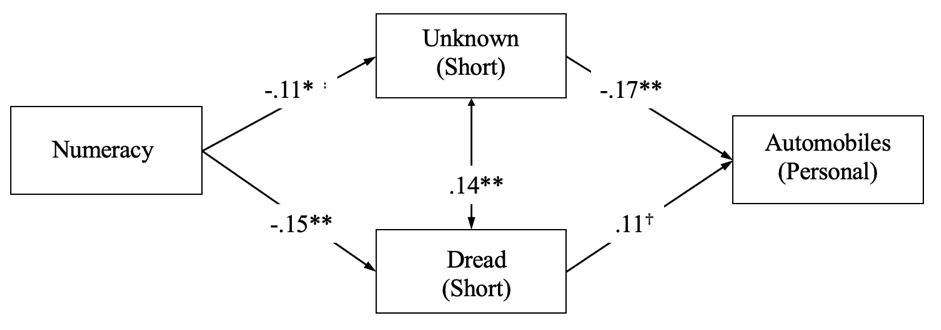 Unknown
(Short)
-.11*
-.17**
Numeracy
Automobiles
(Personal)
.14**
-.15**
.11†
Dread
(Short)